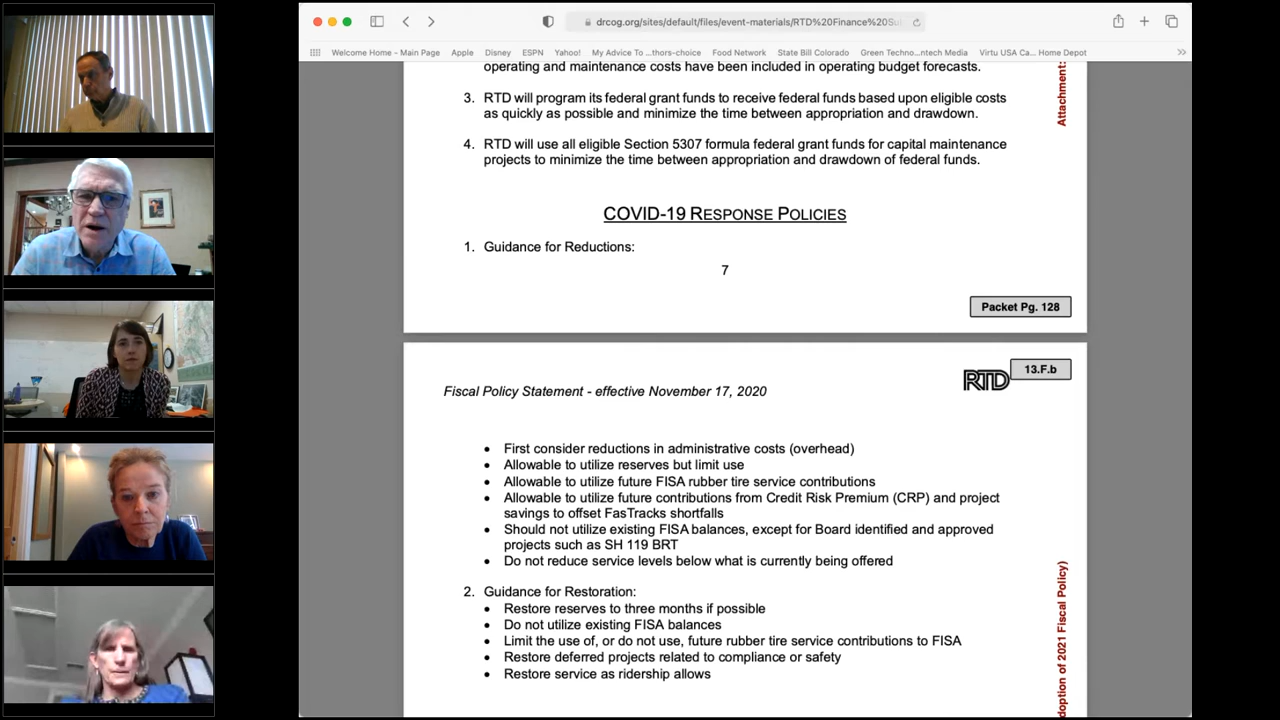 drcog.org/sites/default/files/event-materials/RTD%20Finance%20Su
Welcome Home - Main Page Apple Disney ESPN Yahoo! My Advice To ...thors-choice Food Network State Bill Colorado Green Techno...ntech Media Virtu USA Ca... Home Depot
operating and maintenance costs have been included in operating budget forecasts.
3. RTD will program its federal grant funds to receive federal funds based upon eligible costs
as quickly as possible and minimize the time between appropriation and drawdown.
4. RTD will use all eligible Section 5307 formula federal grant funds for capital maintenance
projects to minimize the time between appropriation and drawdown of federal funds.
COVID-19 RESPONSE POLICIES
1. Guidance for Reductions:
7
Attachment:
Packet Pg. 128
RTD
13.F.b
Fiscal Policy Statement - effective November 17, 2020
• First consider reductions in administrative costs (overhead)
• Allowable to utilize reserves but limit use
• Allowable to utilize future FISA rubber tire service contributions
• Allowable to utilize future contributions from Credit Risk Premium (CRP) and project
savings to offset FasTracks shortfalls
• Should not utilize existing FISA balances, except for Board identified and approved
projects such as SH 119 BRT
• Do not reduce service levels below what is currently being offered
2. Guidance for Restoration:
• Restore reserves to three months if possible
• Do not utilize existing FISA balances
• Limit the use of, or do not use, future rubber tire service contributions to FISA
• Restore deferred projects related to compliance or safety
• Restore service as ridership allows
doption of 2021 Fiscal Policy)